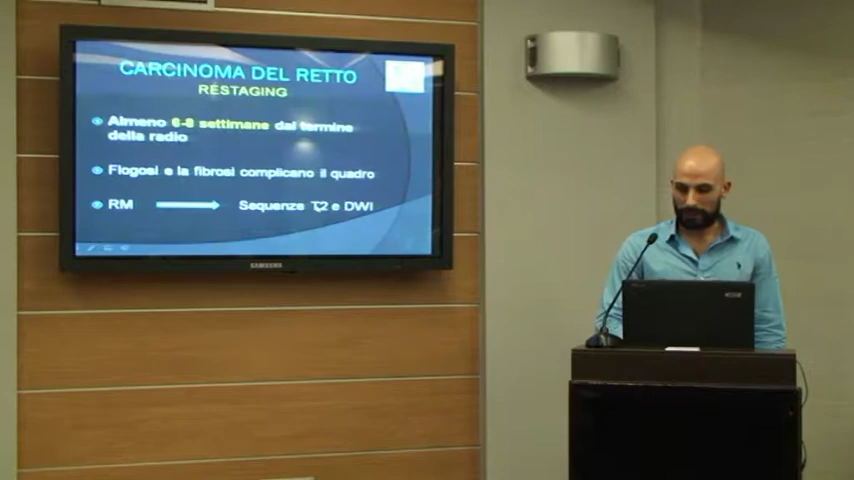 CARCINOMA DEL RETTO
RESTAGING
Almeno 6-8 settimane dal termine
della radio
Flogosi e la fibrosi complicano il quadro
RM
Sequenze T2 e DWI
SAMSUNG